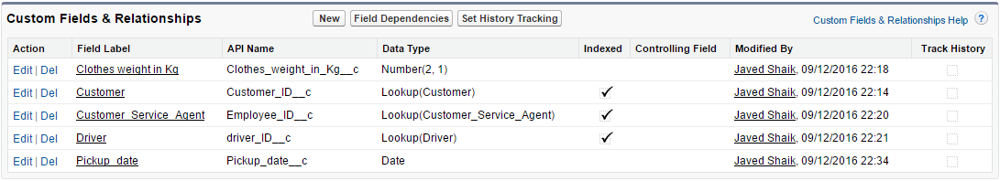 Custom Fields & Relationships New Field Dependencies Set History Tracking Custom Fields & Relationships Help ?
Action Field Label API Name Data Type Indexed Controlling Field Modified By Track History
Edit | Del Clothes weight in Kg Clothes_weight_in_Kg__c Number(2, 1) Javed Shaik, 09/12/2016 22:18
Edit | Del Customer Customer_ID__c Lookup(Customer) Javed Shaik, 09/12/2016 22:14
Edit | Del Customer_Service_Agent Employee_ID__c Lookup(Customer_Service_Agent) Javed Shaik, 09/12/2016 22:20
Edit | Del Driver driver_ID__c Lookup(Driver) Javed Shaik, 09/12/2016 22:21
Edit | Del Pickup_date Pickup_date__c Date Javed Shaik, 09/12/2016 22:34